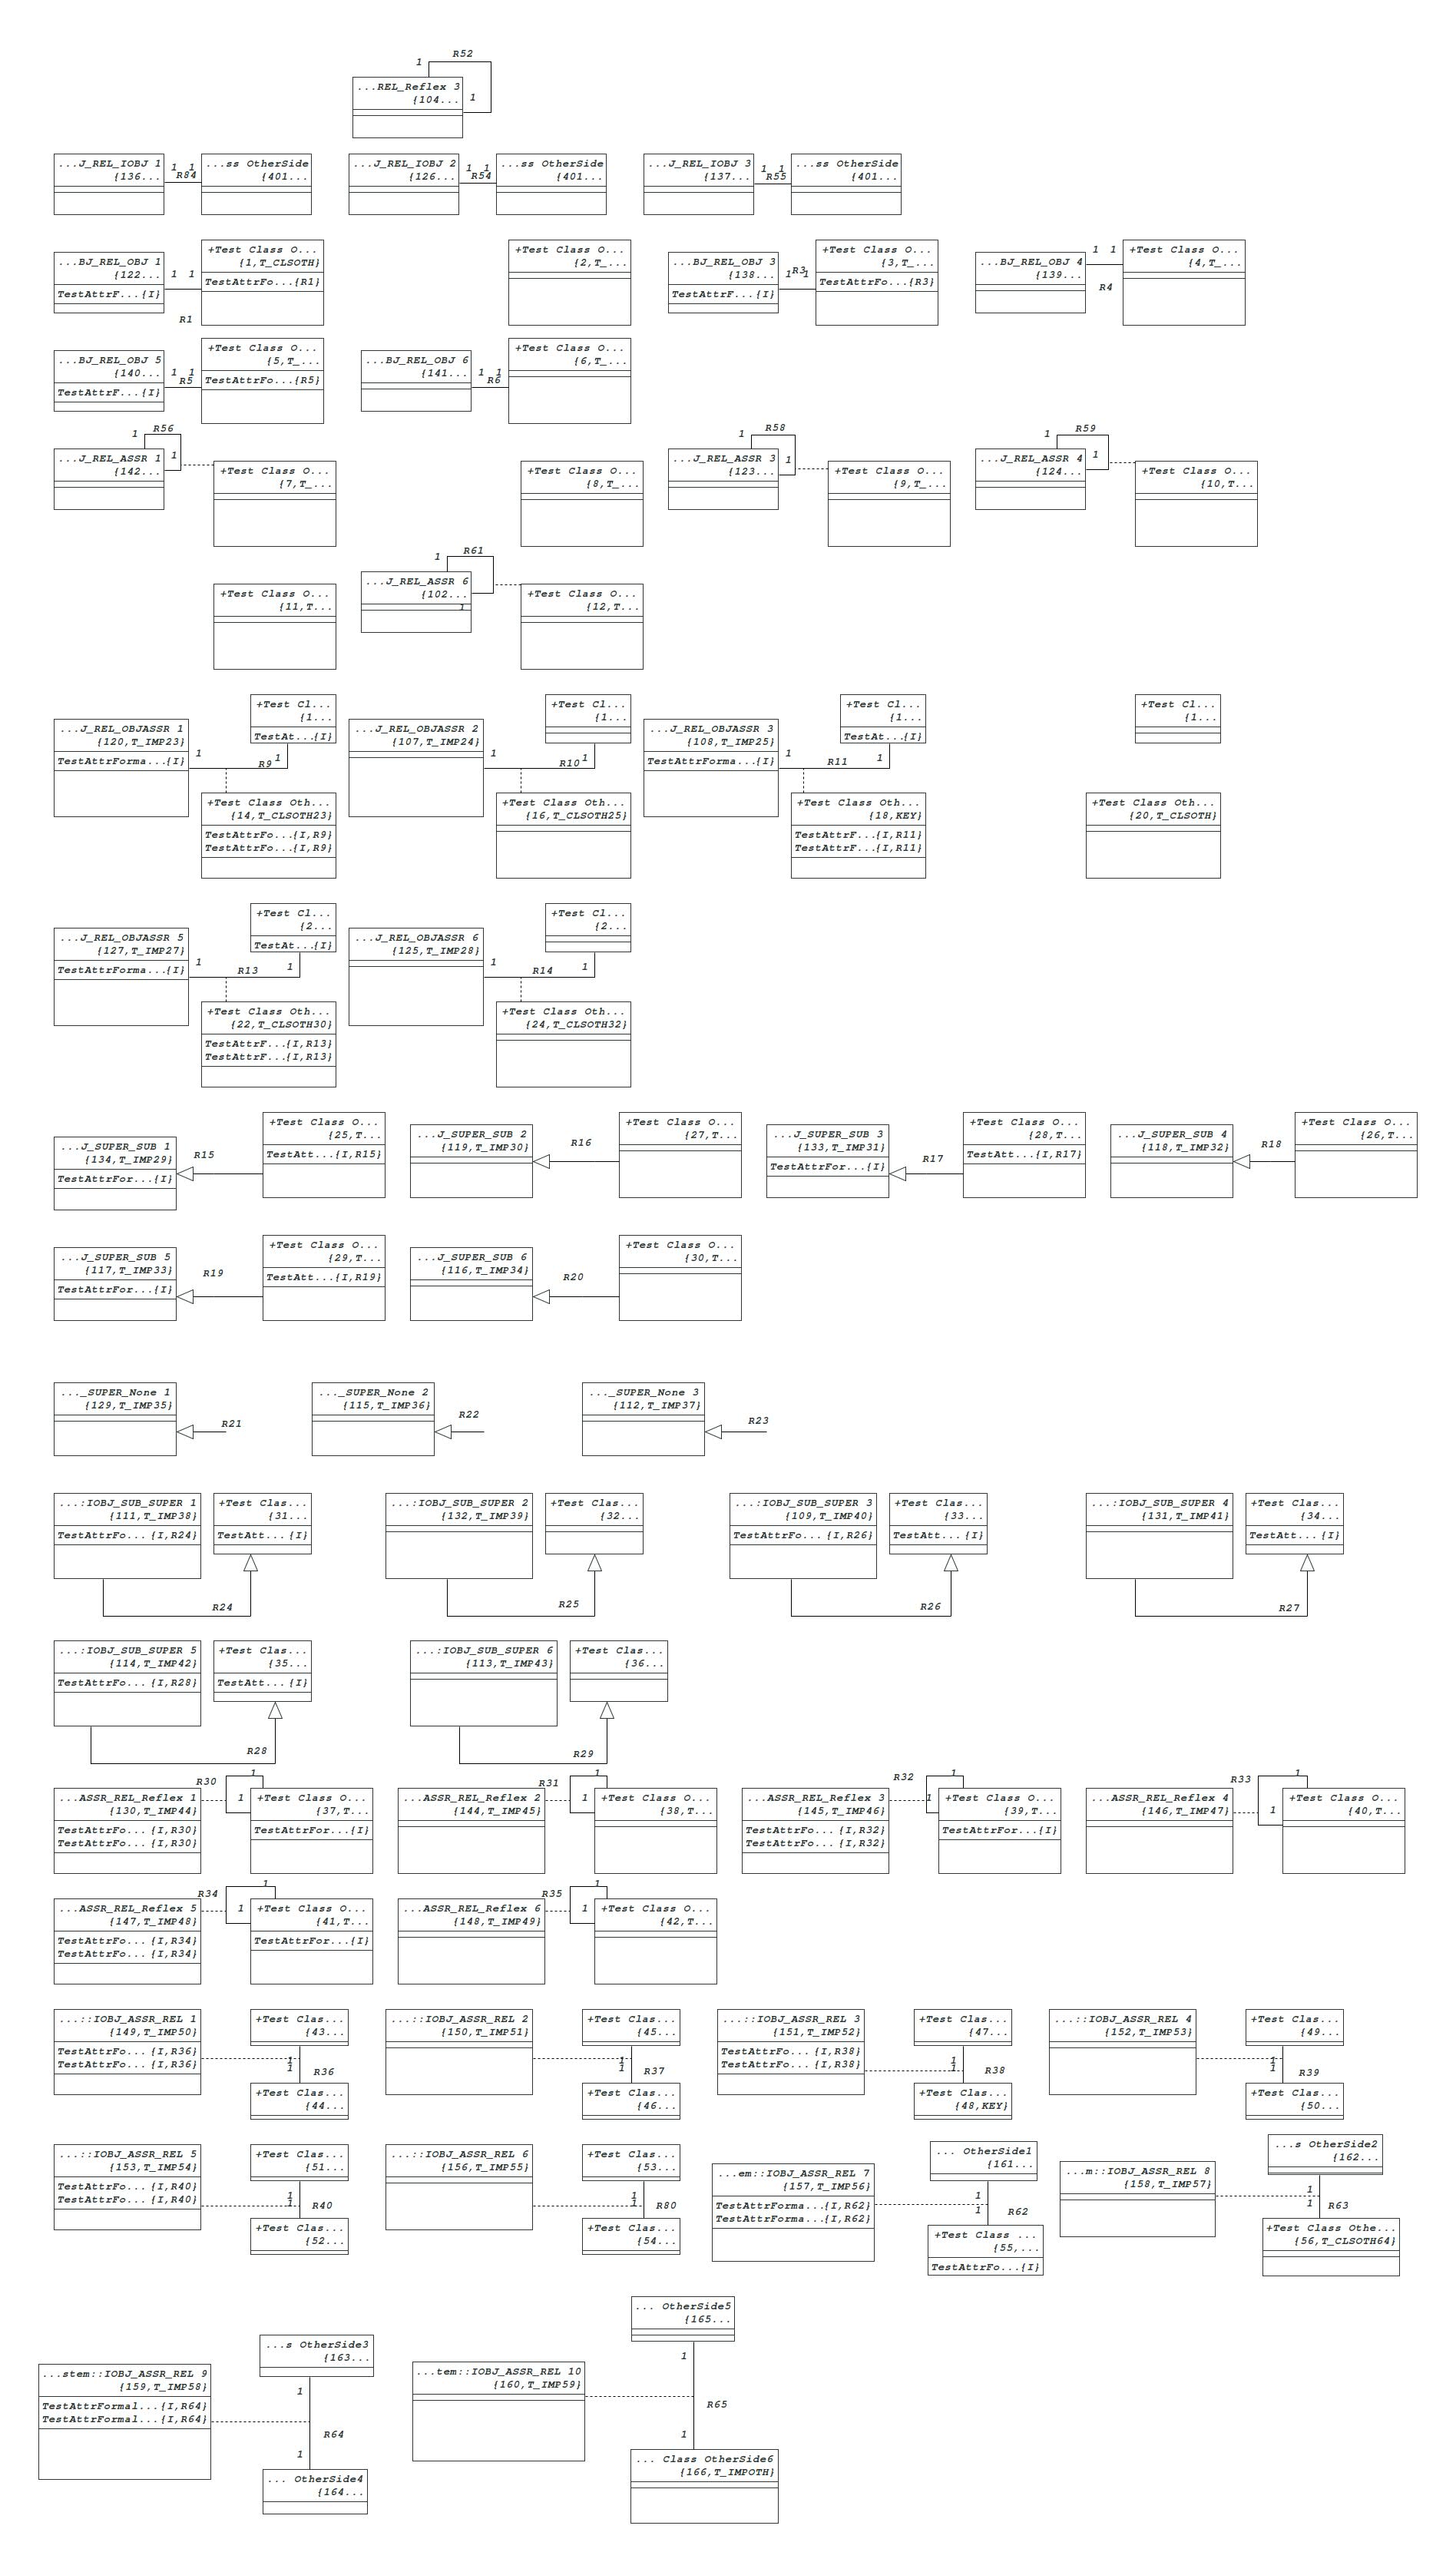 R52
1
...REL_Reflex 3
{104...
1
...J_REL_IOBJ 1
{136...
1 1
R84
...ss OtherSide
{401...
...J_REL_IOBJ 2
{126...
1 1
R54
...ss OtherSide
{401...
...J_REL_IOBJ 3
{137...
1 1
R55
...ss OtherSide
{401...
...BJ_REL_OBJ 1
{122...
TestAttrF...{I}
1 1
R1
+Test Class O...
{1,T_CLSOTH}
TestAttrFo...{R1}
+Test Class O...
{2,T_...
...BJ_REL_OBJ 3
{138...
TestAttrF...{I}
R3
1 1
+Test Class O...
{3,T_...
TestAttrFo...{R3}
...BJ_REL_OBJ 4
{139...
1 1
R4
+Test Class O...
{4,T_...
...BJ_REL_OBJ 5
{140...
TestAttrF...{I}
1 1
R5
+Test Class O...
{5,T_...
TestAttrFo...{R5}
...BJ_REL_OBJ 6
{141...
1 1
R6
+Test Class O...
{6,T_...
1
R56
...J_REL_ASSR 1
{142...
1
+Test Class O...
{7,T_...
+Test Class O...
{8,T_...
1
R58
...J_REL_ASSR 3
{123...
1
+Test Class O...
{9,T_...
1
R59
...J_REL_ASSR 4
{124...
1
+Test Class O...
{10,T...
+Test Class O...
{11,T...
1
R61
...J_REL_ASSR 6
{102...
1
+Test Class O...
{12,T...
...J_REL_OBJASSR 1
{120,T_IMP23}
TestAttrForma...{I}
1
R9
1
+Test Cl...
{1...
TestAt...{I}
+Test Class Oth...
{14,T_CLSOTH23}
TestAttrFo...{I,R9}
TestAttrFo...{I,R9}
...J_REL_OBJASSR 2
{107,T_IMP24}
1
R10
1
+Test Cl...
{1...
+Test Class Oth...
{16,T_CLSOTH25}
...J_REL_OBJASSR 3
{108,T_IMP25}
TestAttrForma...{I}
1
R11
1
+Test Cl...
{1...
TestAt...{I}
+Test Class Oth...
{18,KEY}
TestAttrF...{I,R11}
TestAttrF...{I,R11}
+Test Cl...
{1...
+Test Class Oth...
{20,T_CLSOTH}
...J_REL_OBJASSR 5
{127,T_IMP27}
TestAttrForma...{I}
1
R13
1
+Test Cl...
{2...
TestAt...{I}
+Test Class Oth...
{22,T_CLSOTH30}
TestAttrF...{I,R13}
TestAttrF...{I,R13}
...J_REL_OBJASSR 6
{125,T_IMP28}
1
R14
1
+Test Cl...
{2...
+Test Class Oth...
{24,T_CLSOTH32}
...J_SUPER_SUB 1
{134,T_IMP29}
TestAttrFor...{I}
R15
+Test Class O...
{25,T...
TestAtt...{I,R15}
...J_SUPER_SUB 2
{119,T_IMP30}
R16
+Test Class O...
{27,T...
...J_SUPER_SUB 3
{133,T_IMP31}
TestAttrFor...{I}
R17
+Test Class O...
{28,T...
TestAtt...{I,R17}
...J_SUPER_SUB 4
{118,T_IMP32}
R18
+Test Class O...
{26,T...
...J_SUPER_SUB 5
{117,T_IMP33}
TestAttrFor...{I}
R19
+Test Class O...
{29,T...
TestAtt...{I,R19}
...J_SUPER_SUB 6
{116,T_IMP34}
R20
+Test Class O...
{30,T...
..._SUPER_None 1
{129,T_IMP35}
R21
..._SUPER_None 2
{115,T_IMP36}
R22
..._SUPER_None 3
{112,T_IMP37}
R23
...:IOBJ_SUB_SUPER 1
{111,T_IMP38}
TestAttrFo...{I,R24}
+Test Clas...
{31...
TestAtt...{I}
R24
...:IOBJ_SUB_SUPER 2
{132,T_IMP39}
+Test Clas...
{32...
R25
...:IOBJ_SUB_SUPER 3
{109,T_IMP40}
TestAttrFo...{I,R26}
+Test Clas...
{33...
TestAtt...{I}
R26
...:IOBJ_SUB_SUPER 4
{131,T_IMP41}
+Test Clas...
{34...
TestAtt...{I}
R27
...:IOBJ_SUB_SUPER 5
{114,T_IMP42}
TestAttrFo...{I,R28}
+Test Clas...
{35...
TestAtt...{I}
R28
...:IOBJ_SUB_SUPER 6
{113,T_IMP43}
+Test Clas...
{36...
R29
...ASSR_REL_Reflex 1
{130,T_IMP44}
TestAttrFo...{I,R30}
TestAttrFo...{I,R30}
R30
1
1
+Test Class O...
{37,T...
TestAttrFor...{I}
...ASSR_REL_Reflex 2
{144,T_IMP45}
R31
1
1
+Test Class O...
{38,T...
...ASSR_REL_Reflex 3
{145,T_IMP46}
TestAttrFo...{I,R32}
TestAttrFo...{I,R32}
R32
1
1
+Test Class O...
{39,T...
TestAttrFor...{I}
...ASSR_REL_Reflex 4
{146,T_IMP47}
R33
1
1
+Test Class O...
{40,T...
...ASSR_REL_Reflex 5
{147,T_IMP48}
TestAttrFo...{I,R34}
TestAttrFo...{I,R34}
R34
1
1
+Test Class O...
{41,T...
TestAttrFor...{I}
...ASSR_REL_Reflex 6
{148,T_IMP49}
R35
1
1
+Test Class O...
{42,T...
...::IOBJ_ASSR_REL 1
{149,T_IMP50}
TestAttrFo...{I,R36}
TestAttrFo...{I,R36}
+Test Clas...
{43...
1
1
R36
+Test Clas...
{44...
...::IOBJ_ASSR_REL 2
{150,T_IMP51}
+Test Clas...
{45...
1
1
R37
+Test Clas...
{46...
...::IOBJ_ASSR_REL 3
{151,T_IMP52}
TestAttrFo...{I,R38}
TestAttrFo...{I,R38}
+Test Clas...
{47...
1
1
R38
+Test Clas...
{48,KEY}
...::IOBJ_ASSR_REL 4
{152,T_IMP53}
+Test Clas...
{49...
1
1
R39
+Test Clas...
{50...
...::IOBJ_ASSR_REL 5
{153,T_IMP54}
TestAttrFo...{I,R40}
TestAttrFo...{I,R40}
+Test Clas...
{51...
1
1
R40
+Test Clas...
{52...
...::IOBJ_ASSR_REL 6
{156,T_IMP55}
+Test Clas...
{53...
1
1
R80
+Test Clas...
{54...
...em::IOBJ_ASSR_REL 7
{157,T_IMP56}
TestAttrForma...{I,R62}
TestAttrForma...{I,R62}
... OtherSide1
{161...
1
1
R62
+Test Class ...
{55,...
TestAttrFo...{I}
...m::IOBJ_ASSR_REL 8
{158,T_IMP57}
...s OtherSide2
{162...
1
1
R63
+Test Class Othe...
{56,T_CLSOTH64}
...stem::IOBJ_ASSR_REL 9
{159,T_IMP58}
TestAttrFormal...{I,R64}
TestAttrFormal...{I,R64}
...s OtherSide3
{163...
1
R64
1
... OtherSide4
{164...
...tem::IOBJ_ASSR_REL 10
{160,T_IMP59}
... OtherSide5
{165...
1
R65
1
... Class OtherSide6
{166,T_IMPOTH}